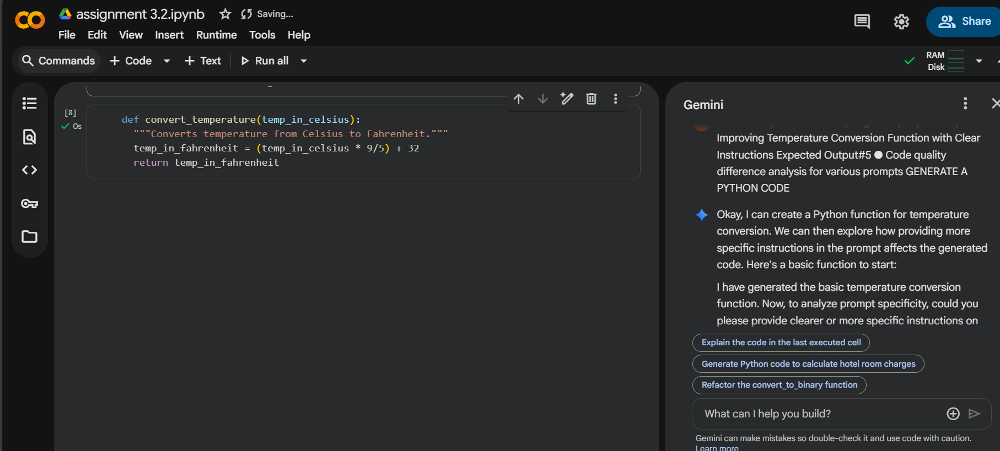 assignment 3.2.ipynb
Saving...
File Edit View Insert Runtime Tools Help
Share
Commands + Code + Text Run all
RAM
Disk
[8]
0s
def convert_temperature(temp_in_celsius):
"""Converts temperature from Celsius to Fahrenheit."""
temp_in_fahrenheit = (temp_in_celsius * 9/5) + 32
return temp_in_fahrenheit
Gemini
Improving Temperature Conversion Function with Clear
Instructions Expected Output#5 ● Code quality
difference analysis for various prompts GENERATE A
PYTHON CODE
Okay, I can create a Python function for temperature
conversion. We can then explore how providing more
specific instructions in the prompt affects the generated
code. Here's a basic function to start:
I have generated the basic temperature conversion
function. Now, to analyze prompt specificity, could you
please provide clearer or more specific instructions on
Explain the code in the last executed cell
Generate Python code to calculate hotel room charges
Refactor the convert_to_binary function
What can I help you build?
Gemini can make mistakes so double-check it and use code with caution.
Learn more